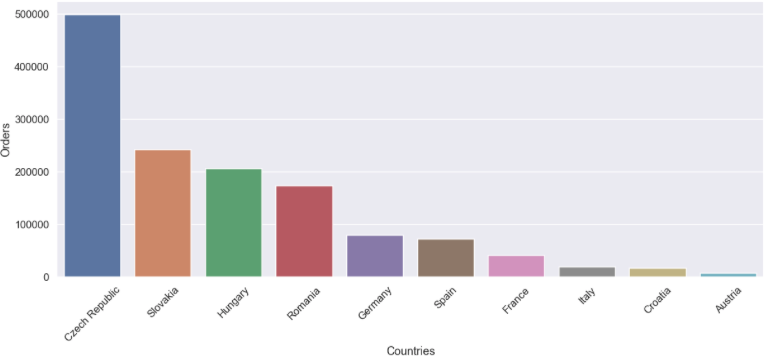 500000
400000
300000
200000
100000
0
Orders
Czech Republic
Slovakia
Hungary
Romania
Germany
Spain
France
Italy
Croatia
Austria
Countries